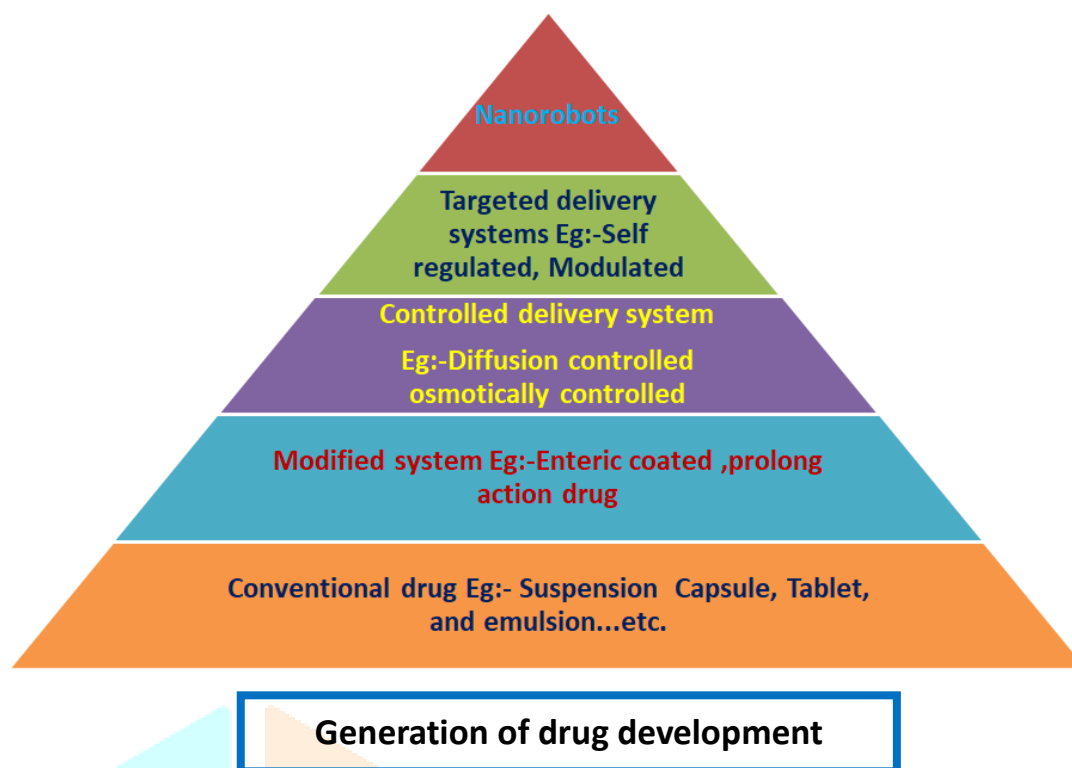 Nanorobots
Targeted delivery
systems Eg:-Self
regulated, Modulated
Controlled delivery system
Eg:-Diffusion controlled
osmotically controlled
Modified system Eg:-Enteric coated ,prolong
action drug
Conventional drug Eg:- Suspension Capsule, Tablet,
and emulsion...etc.
Generation of drug development